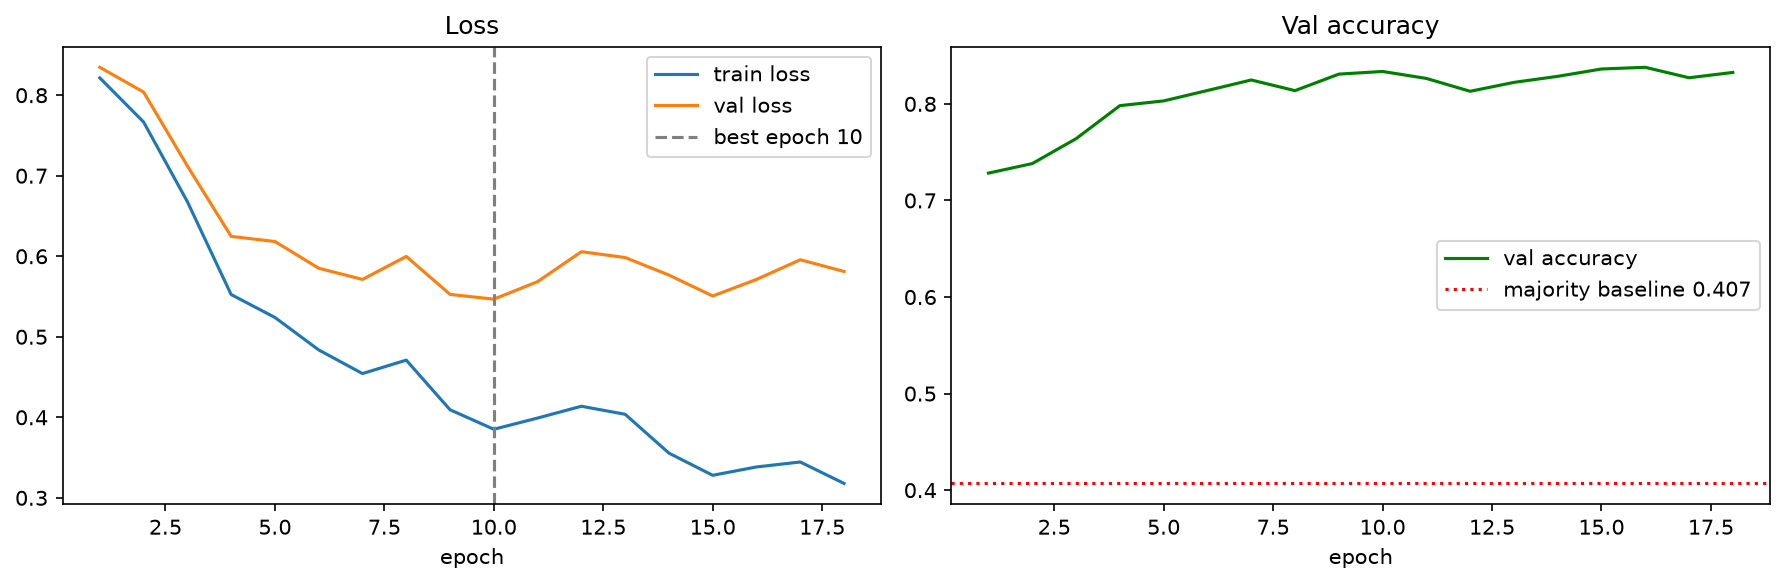 Loss
0.8
0.7
0.6
0.5
0.4
0.3
train loss
val loss
best epoch 10
2.5 5.0 7.5 10.0 12.5 15.0 17.5
epoch
Val accuracy
0.8
0.7
0.6
0.5
0.4
val accuracy
majority baseline 0.407
2.5 5.0 7.5 10.0 12.5 15.0 17.5
epoch